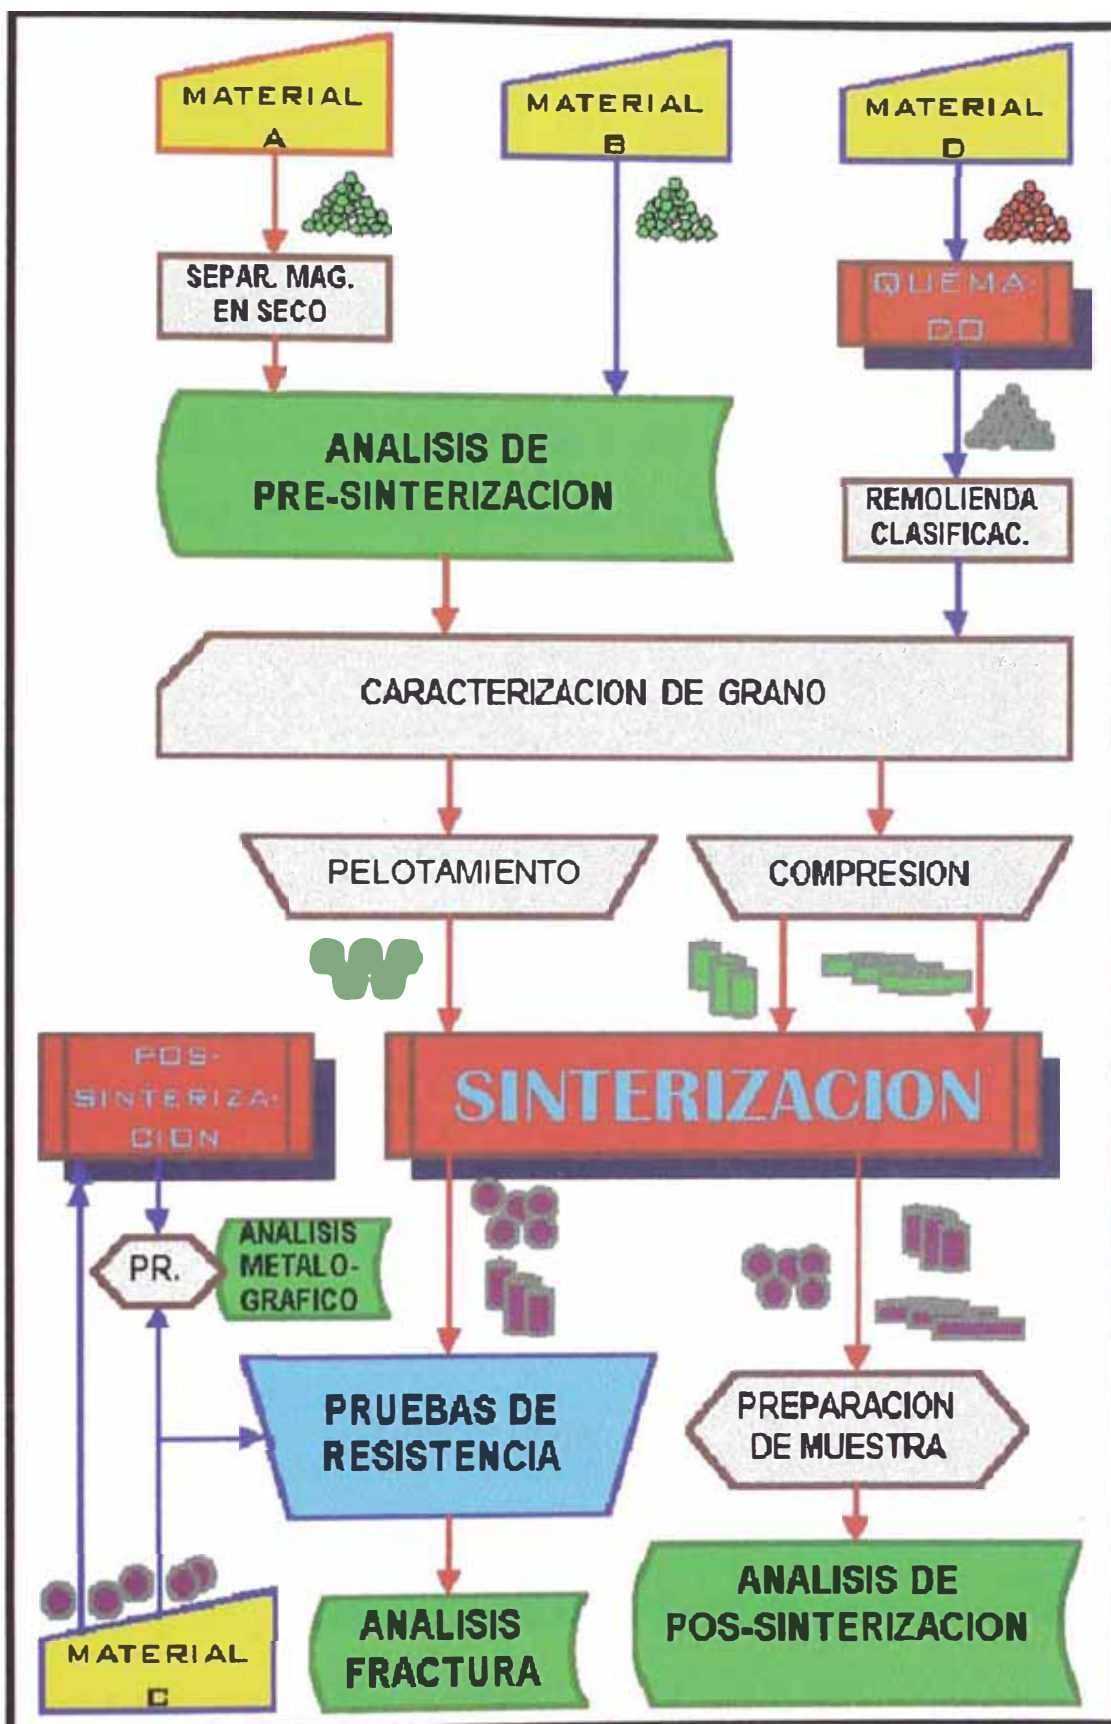 MATERIAL
A
MATERIAL
B
MATERIAL
D
SEPAR. MAG.
EN SECO
QUEMA-
DO
ANALISIS DE
PRE-SINTERIZACION
REMOLIENDA
CLASIFICAC.
CARACTERIZACION DE GRANO
PELOTAMIENTO
COMPRESION
POS-
SINTERIZA-
CION
SINTERIZACION
PR.
ANALISIS
METALO-
GRAFICO
PRUEBAS DE
RESISTENCIA
PREPARACION
DE MUESTRA
MATERIAL
C
ANALISIS
FRACTURA
ANALISIS DE
POS-SINTERIZACION